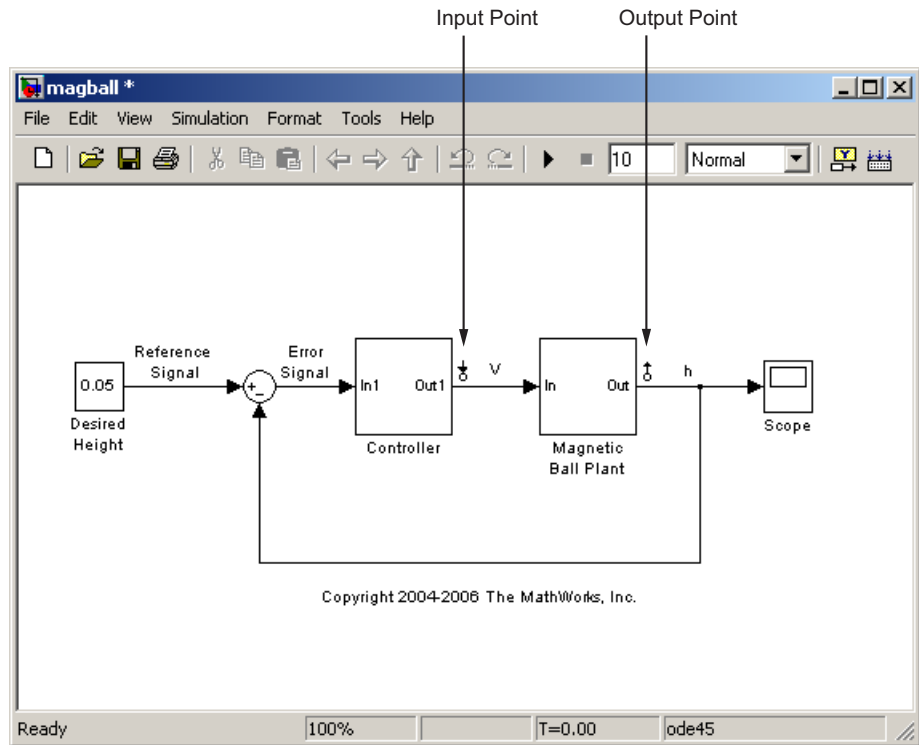 Input Point
Output Point
magball *
File Edit View Simulation Format Tools Help
10
Normal
Reference
Signal
Error
Signal
V
h
0.05
+
−
In1
Out1
In
Out
Desired
Height
Controller
Magnetic
Ball Plant
Scope
Copyright 2004-2006 The MathWorks, Inc.
Ready
100%
T=0.00
ode45